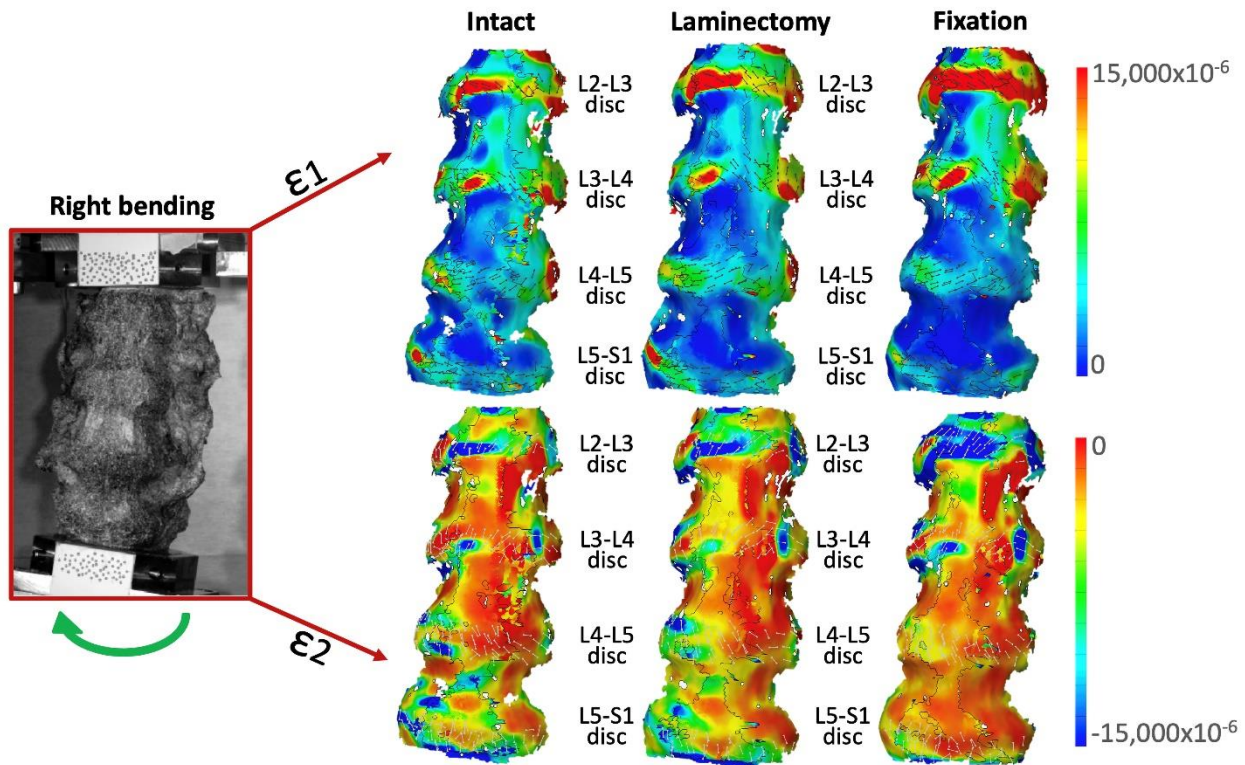 Intact
Laminectomy
Fixation
L2-L3
disc
L2-L3
disc
15,000x10-6
ε1
L3-L4
disc
L3-L4
disc
Right bending
L4-L5
disc
L4-L5
disc
L5-S1
disc
L5-S1
disc
0
L2-L3
disc
L2-L3
disc
0
L3-L4
disc
L3-L4
disc
ε2
L4-L5
disc
L4-L5
disc
L5-S1
disc
L5-S1
disc
-15,000x10-6